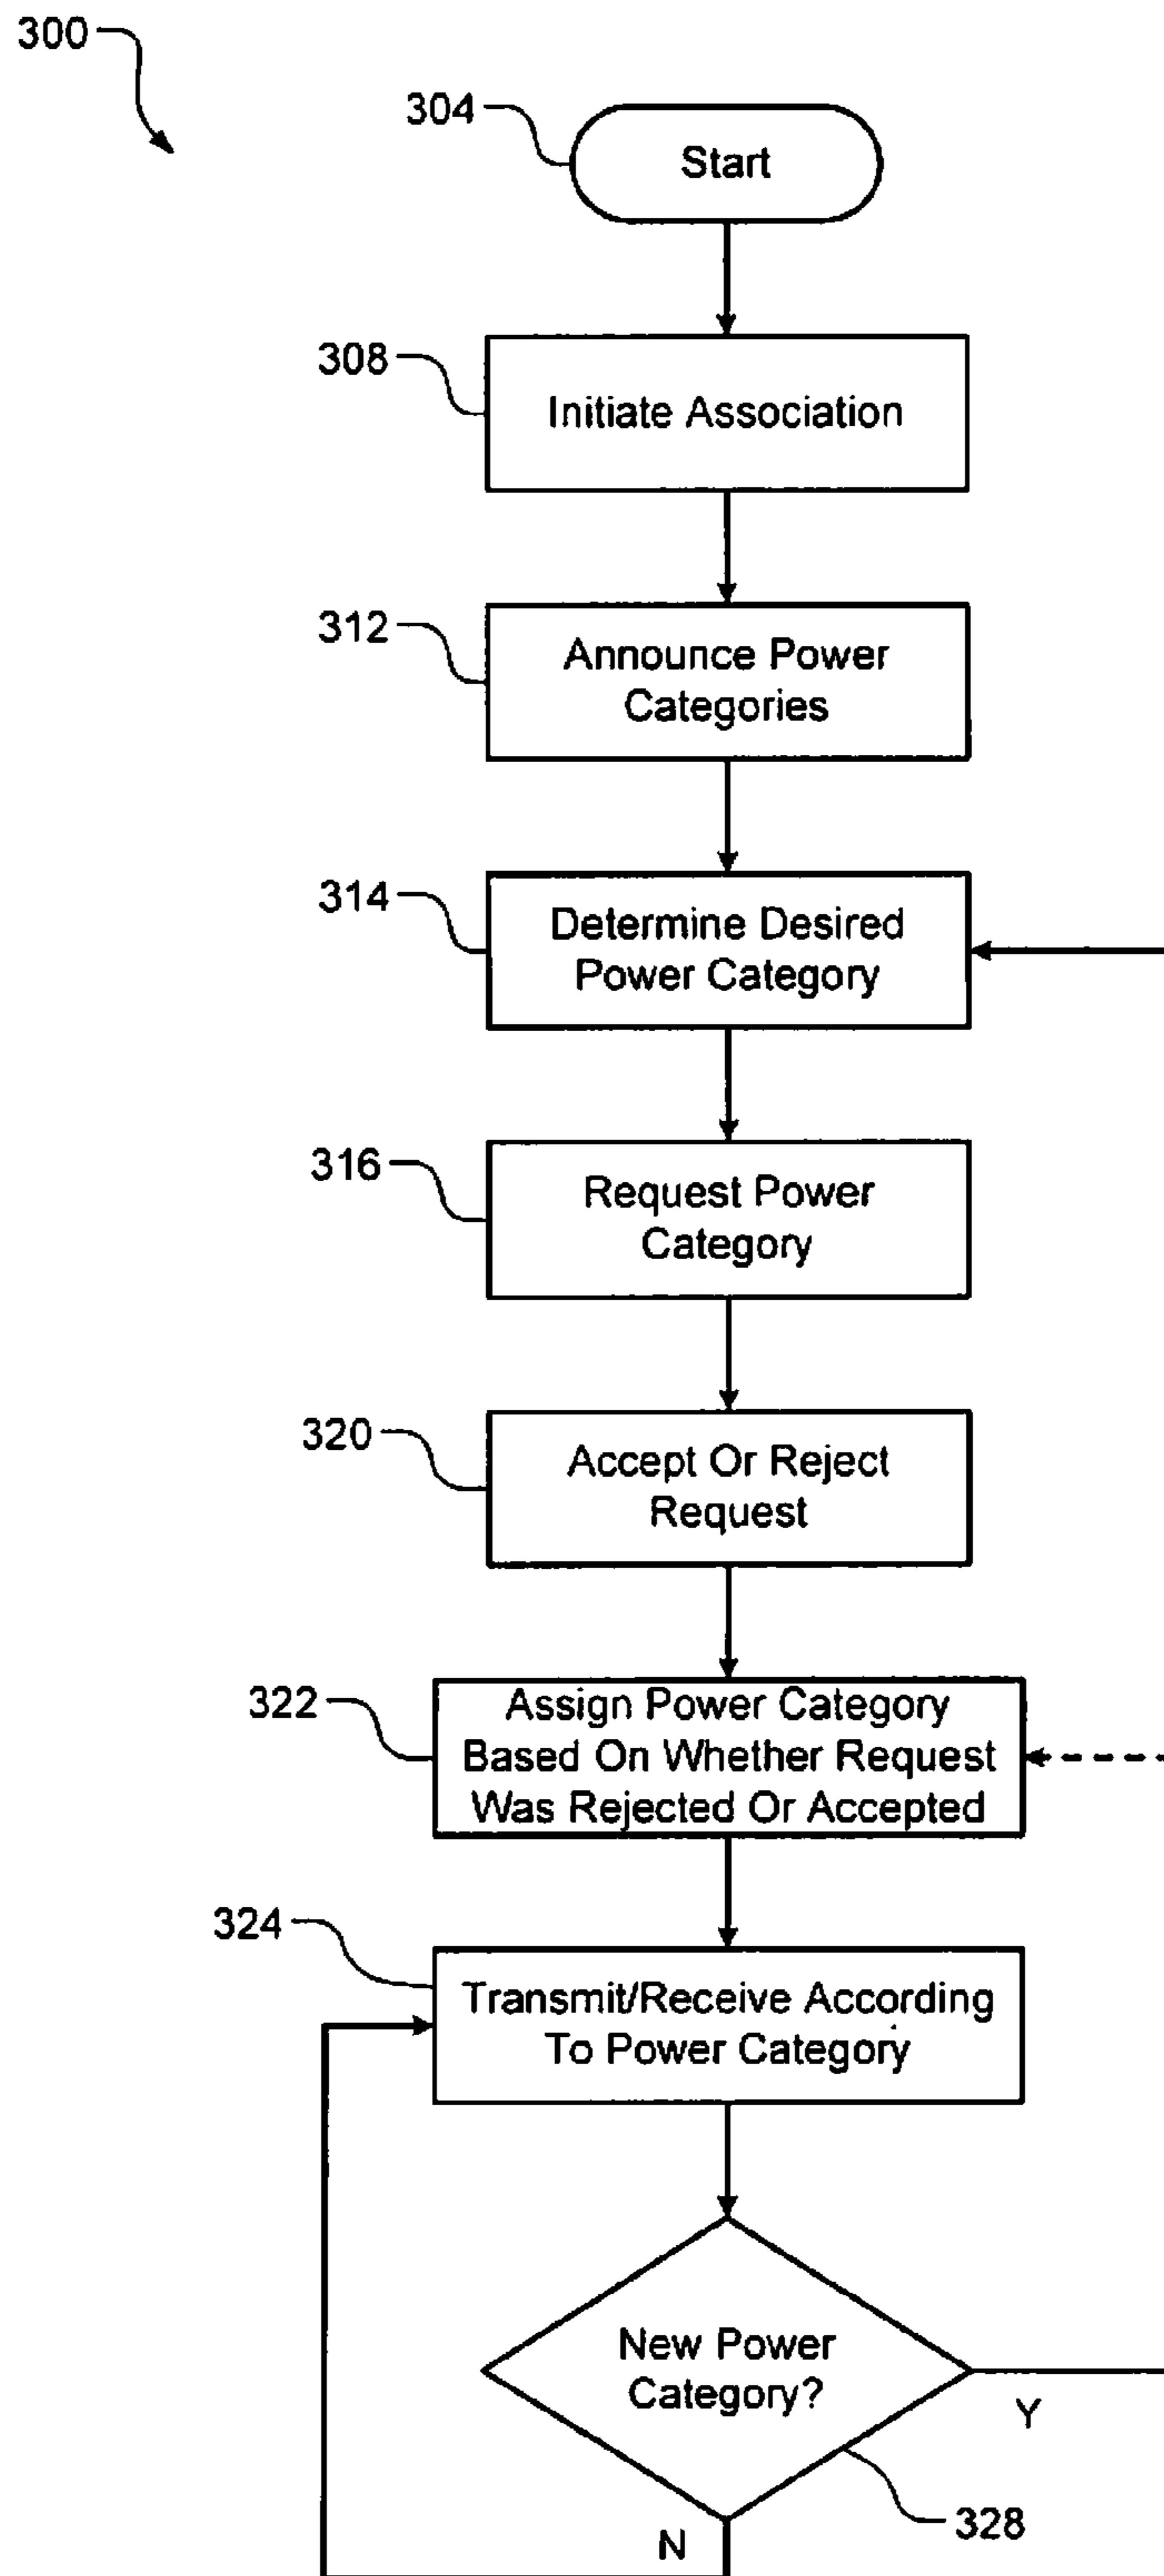 300
304
Start
308
Initiate Association
312
Announce Power
Categories
314
Determine Desired
Power Category
316
Request Power
Category
320
Accept Or Reject
Request
322
Assign Power Category
Based On Whether Request
Was Rejected Or Accepted
324
Transmit/Receive According
To Power Category
New Power
Category?
Y
328
N